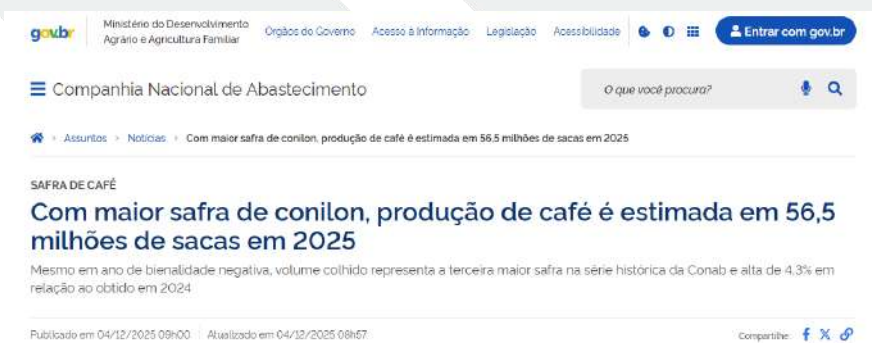 gov.br
Ministério do Desenvolvimento
Agrário e Agricultura Familiar
Órgãos do Governo Acesso à Informação Legislação Acessibilidade
Entrar com gov.br
Companhia Nacional de Abastecimento
O que você procura?
Assuntos > Notícias > Com maior safra de conilon, produção de café é estimada em 56,5 milhões de sacas em 2025
SAFRA DE CAFÉ
Com maior safra de conilon, produção de café é estimada em 56,5
milhões de sacas em 2025
Mesmo em ano de bienalidade negativa, volume colhido representa a terceira maior safra na série histórica da Conab e alta de 4,3% em
relação ao obtido em 2024
Publicado em 04/12/2025 09h00 Atualizado em 04/12/2025 08h57
Compartilhe: